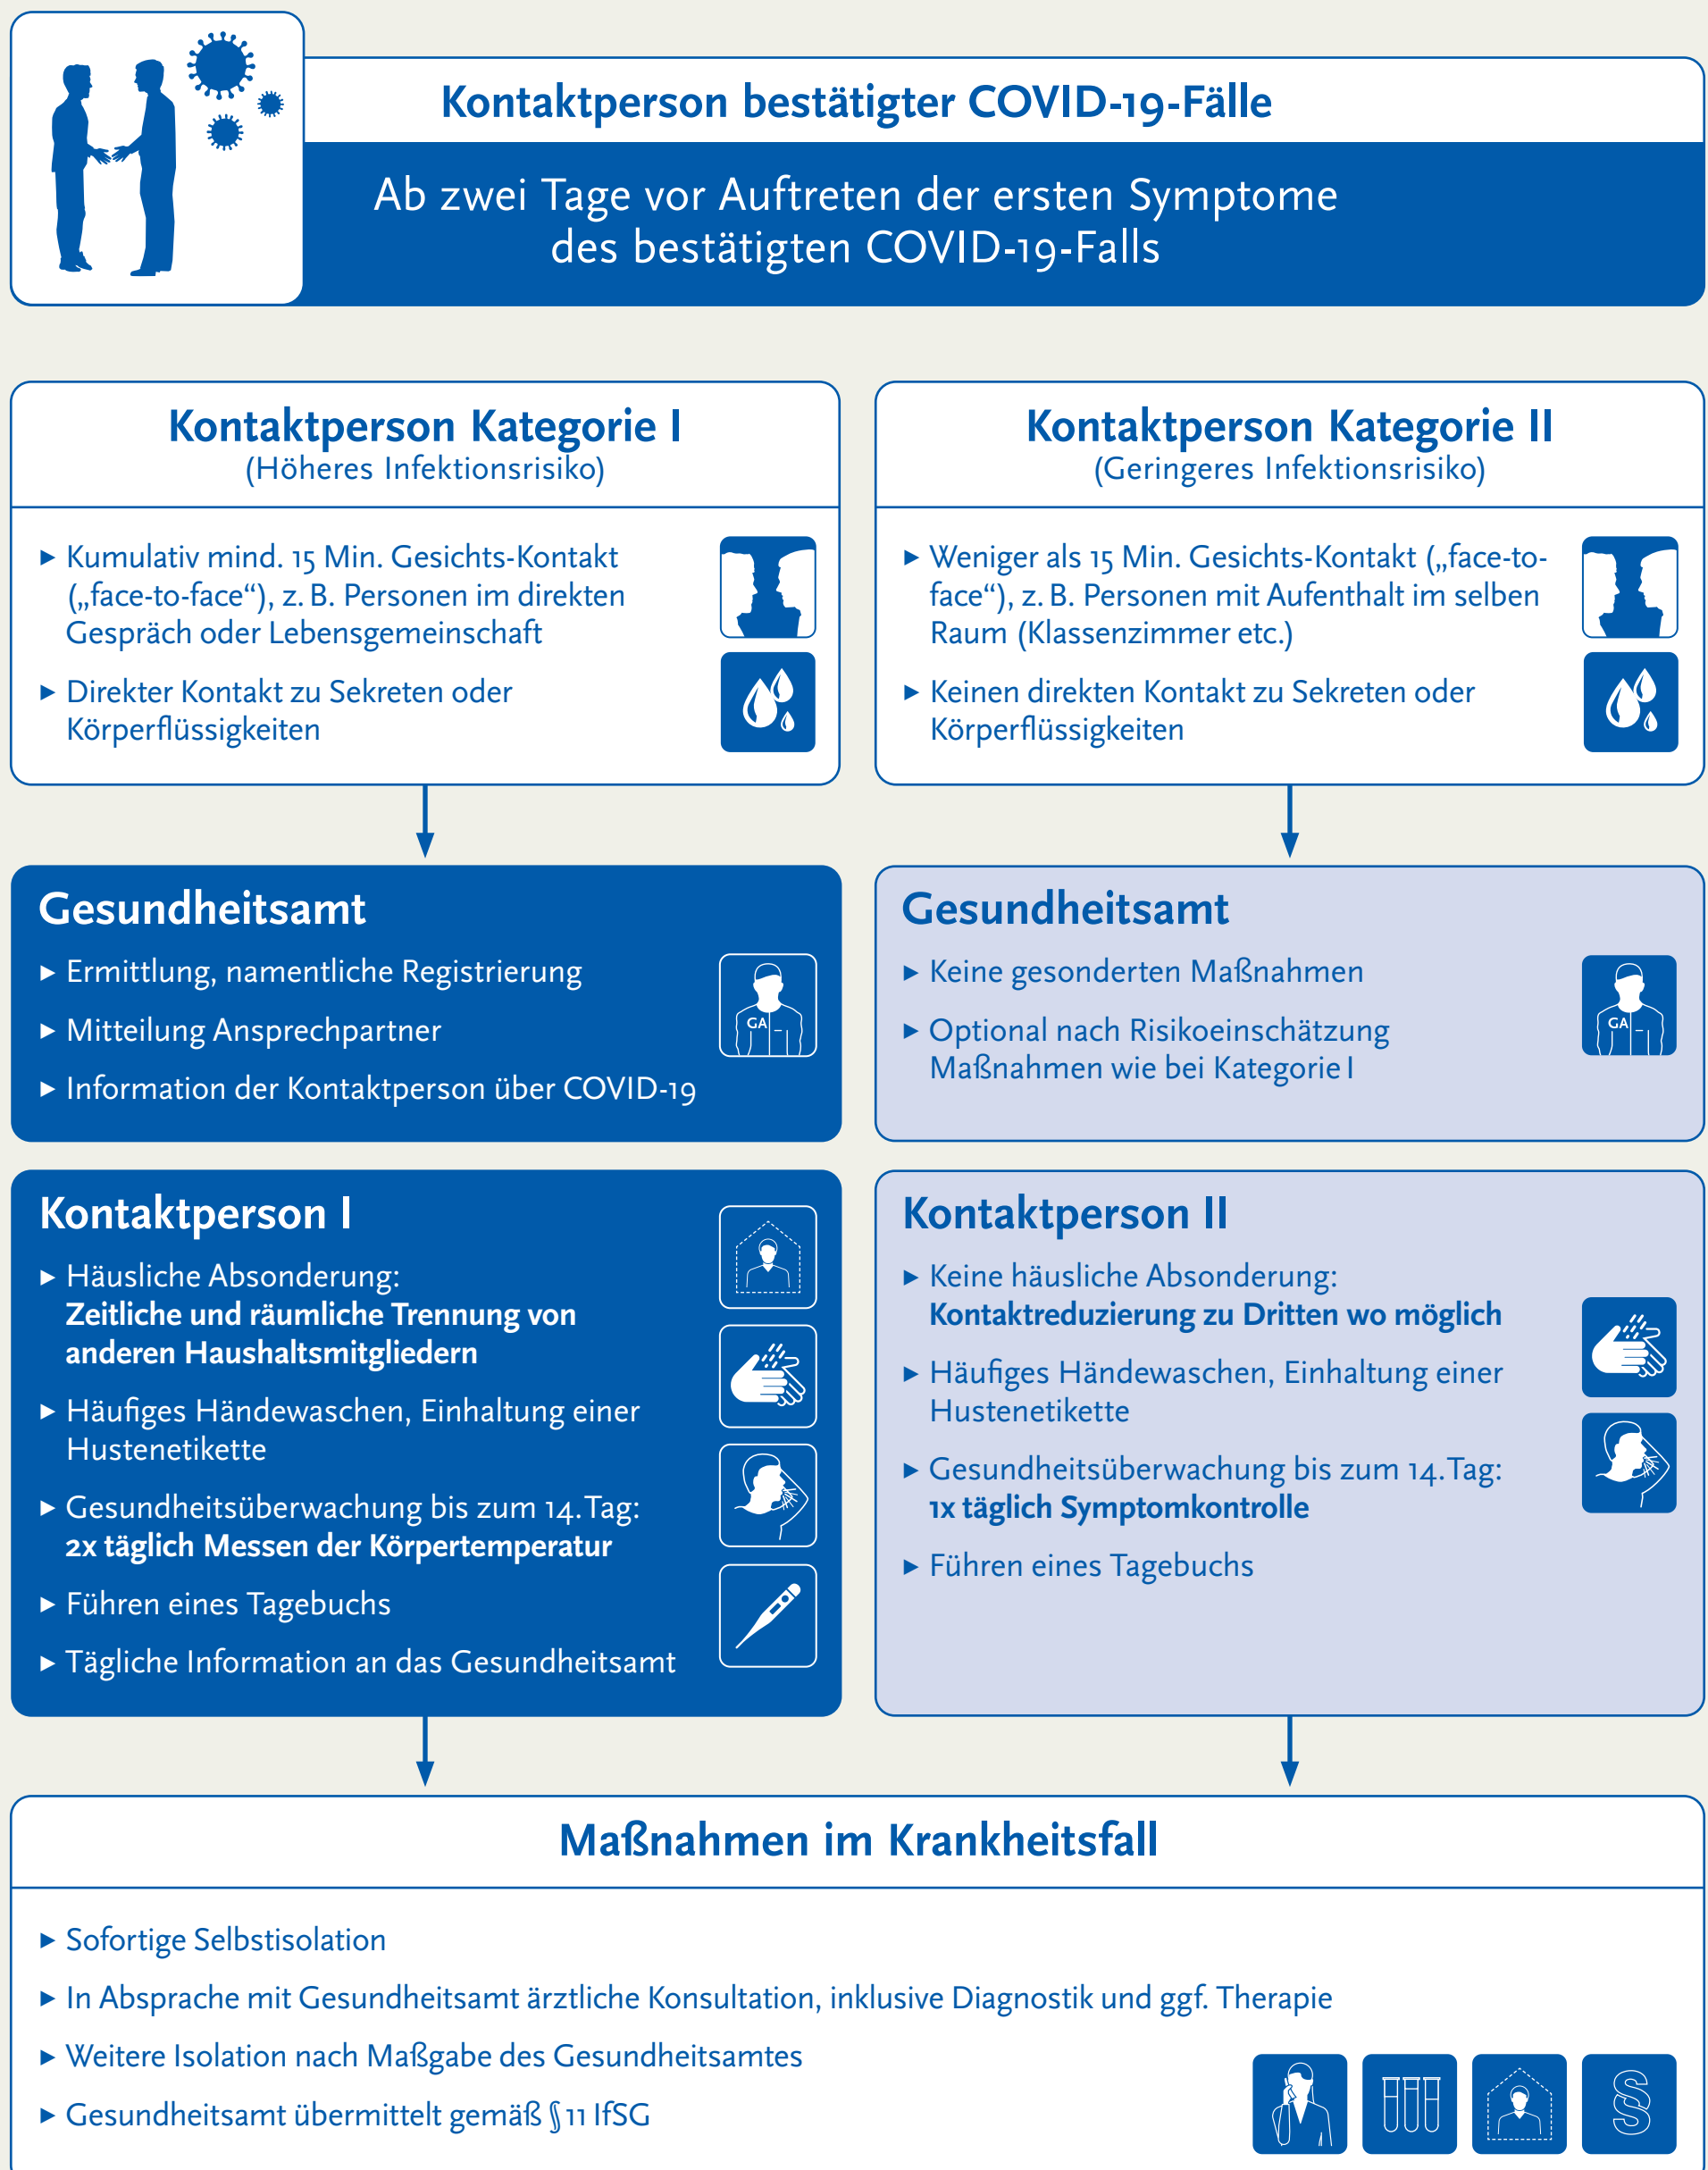 Kontaktperson bestätigter COVID-19-Fälle
Ab zwei Tage vor Auftreten der ersten Symptome
des bestätigten COVID-19-Falls
Kontaktperson Kategorie I
(Höheres Infektionsrisiko)
▸ Kumulativ mind. 15 Min. Gesichts-Kontakt
(„face-to-face“), z. B. Personen im direkten
Gespräch oder Lebensgemeinschaft
▸ Direkter Kontakt zu Sekreten oder
Körperflüssigkeiten
Kontaktperson Kategorie II
(Geringeres Infektionsrisiko)
▸ Weniger als 15 Min. Gesichts-Kontakt („face-to-
face“), z. B. Personen mit Aufenthalt im selben
Raum (Klassenzimmer etc.)
▸ Keinen direkten Kontakt zu Sekreten oder
Körperflüssigkeiten
Gesundheitsamt
▸ Ermittlung, namentliche Registrierung
▸ Mitteilung Ansprechpartner
▸ Information der Kontaktperson über COVID-19
GA
Gesundheitsamt
▸ Keine gesonderten Maßnahmen
▸ Optional nach Risikoeinschätzung
Maßnahmen wie bei Kategorie I
GA
Kontaktperson I
▸ Häusliche Absonderung:
Zeitliche und räumliche Trennung von
anderen Haushaltsmitgliedern
▸ Häufiges Händewaschen, Einhaltung einer
Hustenetikette
▸ Gesundheitsüberwachung bis zum 14. Tag:
2x täglich Messen der Körpertemperatur
▸ Führen eines Tagebuchs
▸ Tägliche Information an das Gesundheitsamt
Kontaktperson II
▸ Keine häusliche Absonderung:
Kontaktreduzierung zu Dritten wo möglich
▸ Häufiges Händewaschen, Einhaltung einer
Hustenetikette
▸ Gesundheitsüberwachung bis zum 14. Tag:
1x täglich Symptomkontrolle
▸ Führen eines Tagebuchs
Maßnahmen im Krankheitsfall
▸ Sofortige Selbstisolation
▸ In Absprache mit Gesundheitsamt ärztliche Konsultation, inklusive Diagnostik und ggf. Therapie
▸ Weitere Isolation nach Maßgabe des Gesundheitsamtes
▸ Gesundheitsamt übermittelt gemäß § 11 IfSG
§